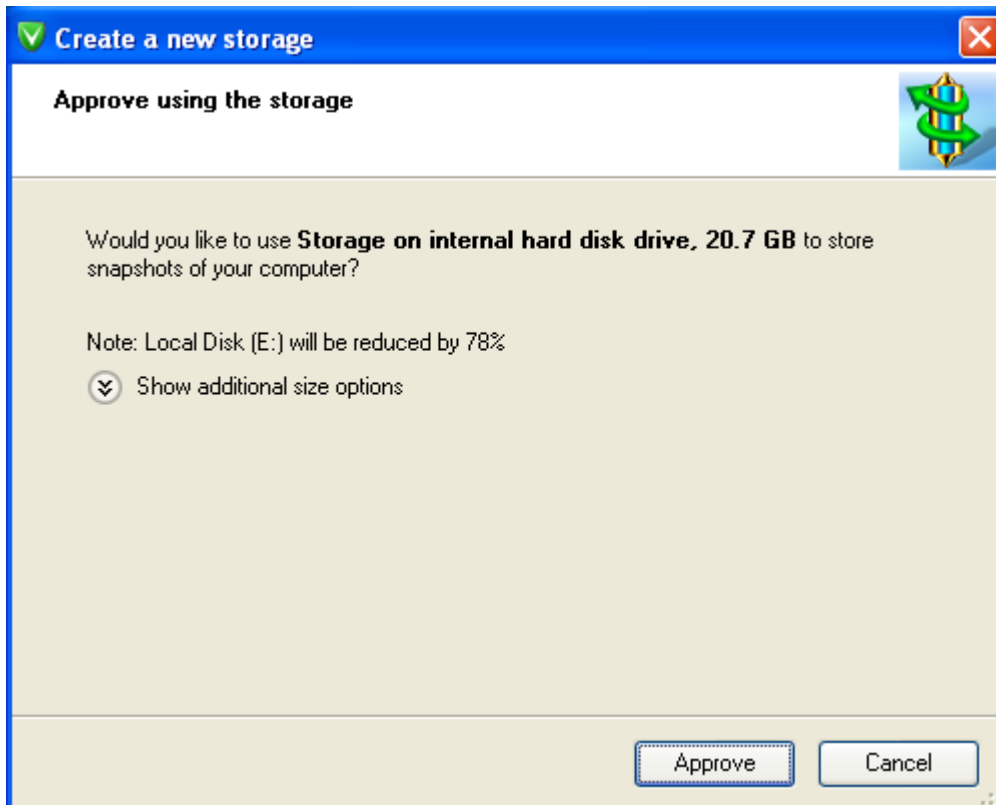 Create a new storage
Approve using the storage
Would you like to use Storage on internal hard disk drive, 20.7 GB to store
snapshots of your computer?
Note: Local Disk (E:) will be reduced by 78%
Show additional size options
Approve
Cancel